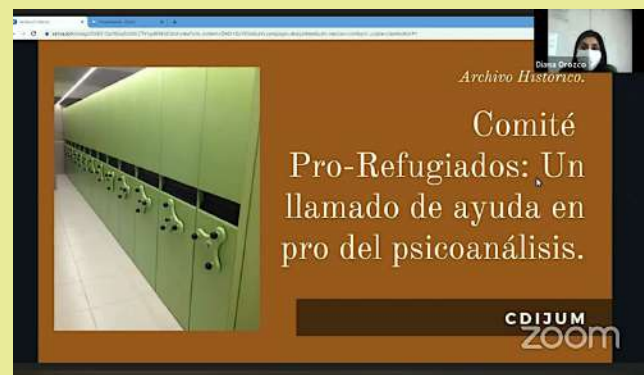 Diana Orozco
Archivo Histórico.
Comité
Pro-Refugiados: Un
llamado de ayuda en
pro del psicoanálisis.
CDIJUM
zoom